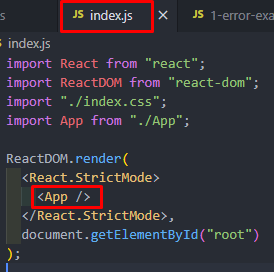 s
JS index.js ×
JS 1-error-exa
index.js
import React from "react";
import ReactDOM from "react-dom";
import "./index.css";
import App from "./App";
ReactDOM.render(
<React.StrictMode>
<App />
</React.StrictMode>,
document.getElementById("root")
);